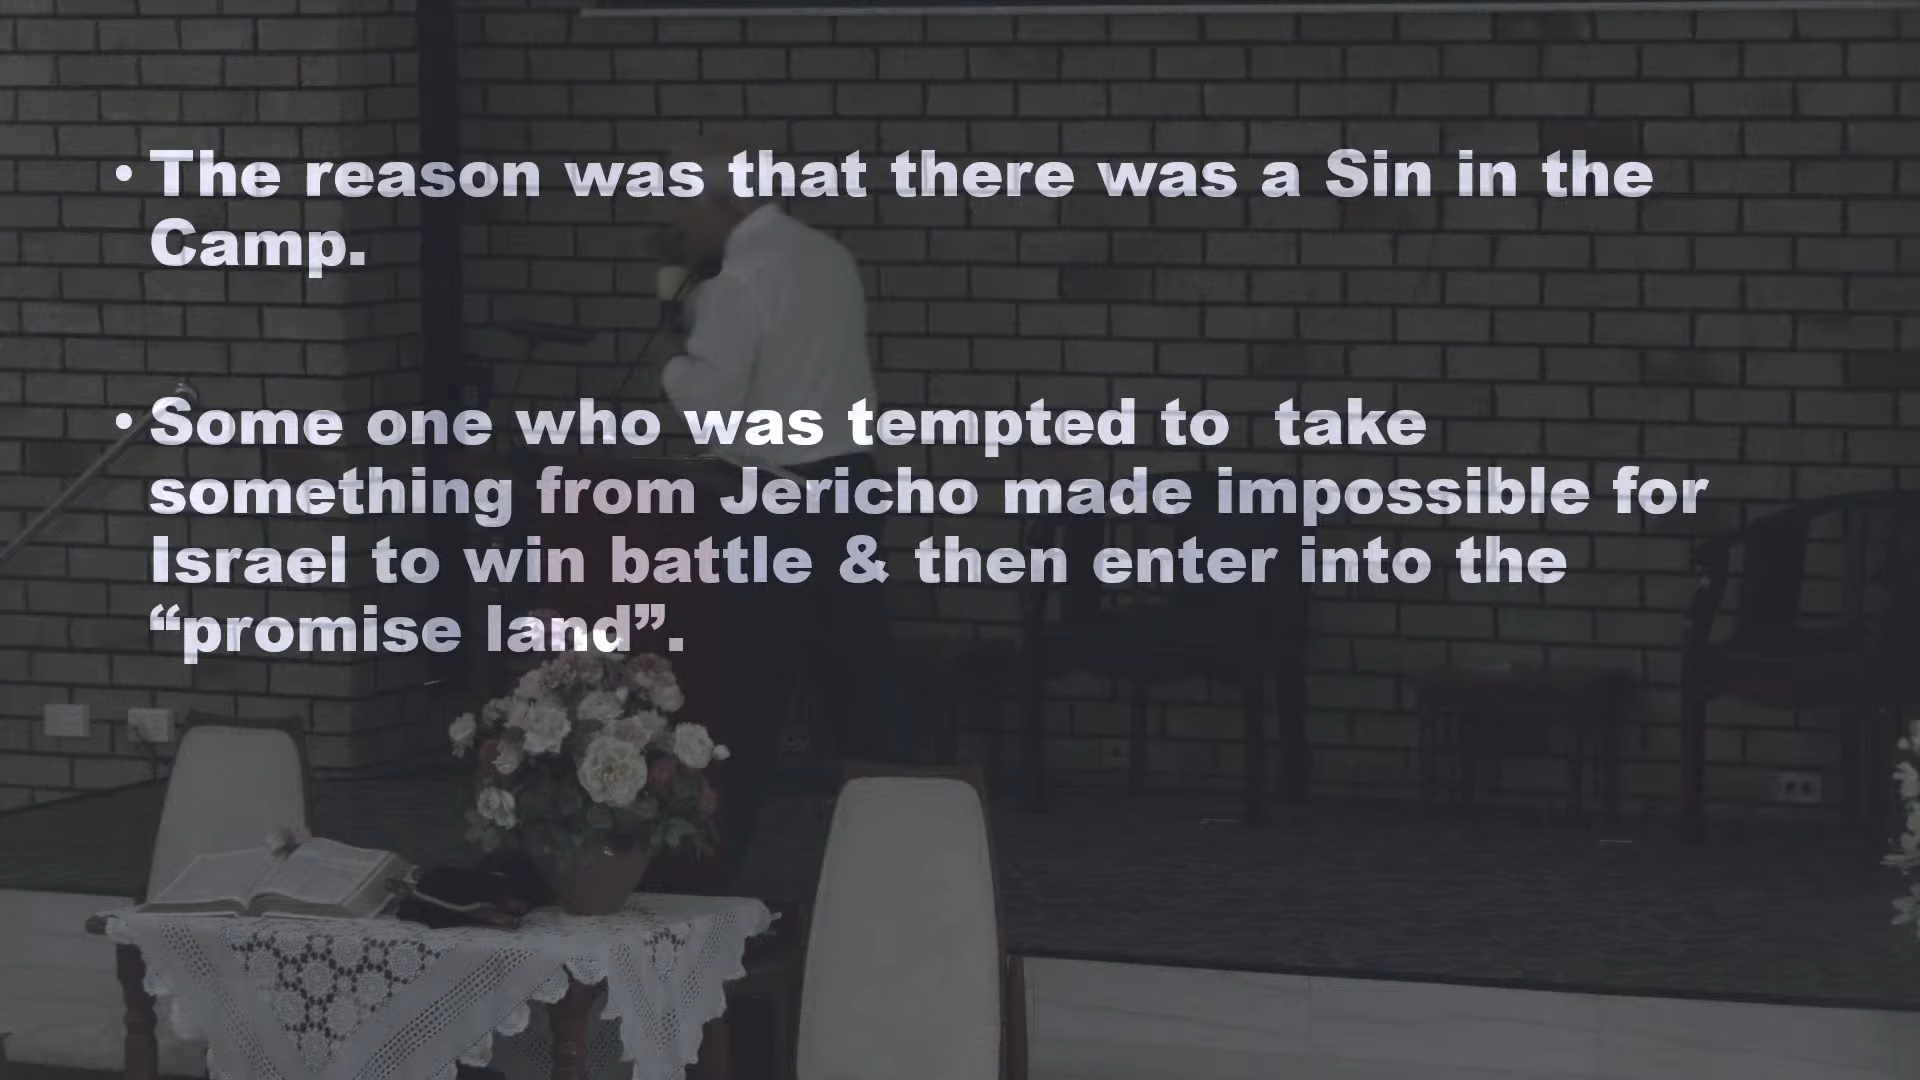 • The reason was that there was a Sin in the
Camp.
• Some one who was tempted to  take
something from Jericho made impossible for
Israel to win battle & then enter into the
“promise land”.